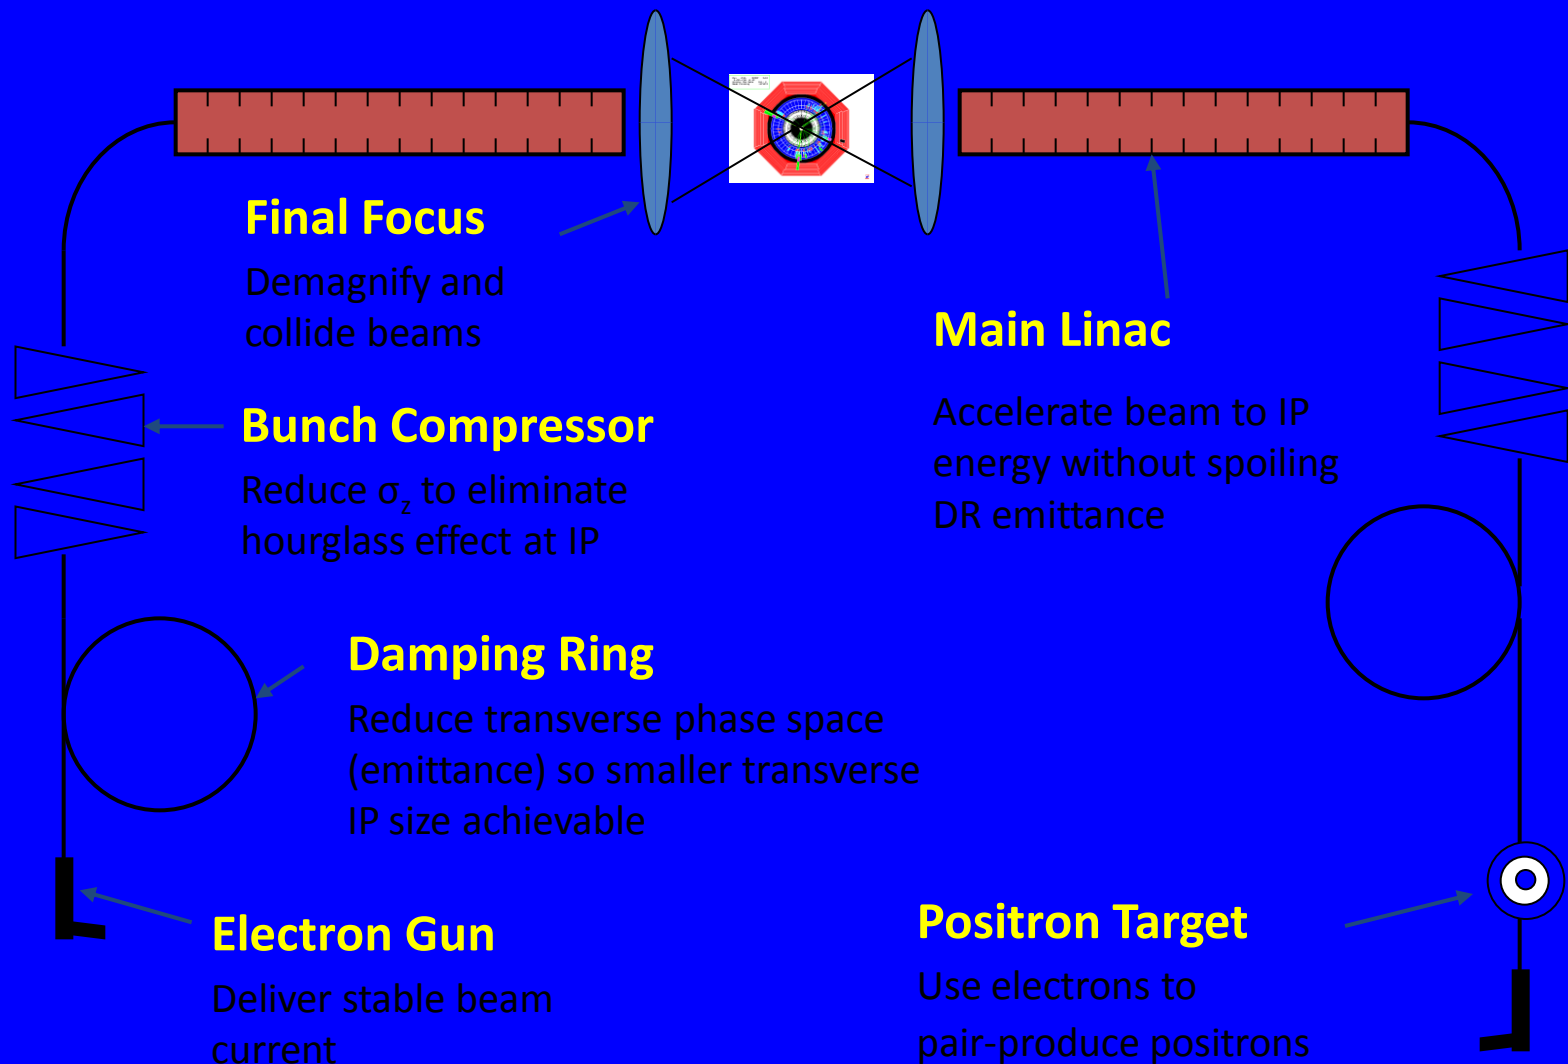 Final Focus
Demagnify and
collide beams
Main Linac
Accelerate beam to IP
energy without spoiling
DR emittance
Bunch Compressor
Reduce σz to eliminate
hourglass effect at IP
Damping Ring
Reduce transverse phase space
(emittance) so smaller transverse
IP size achievable
Electron Gun
Deliver stable beam
current
Positron Target
Use electrons to
pair-produce positrons